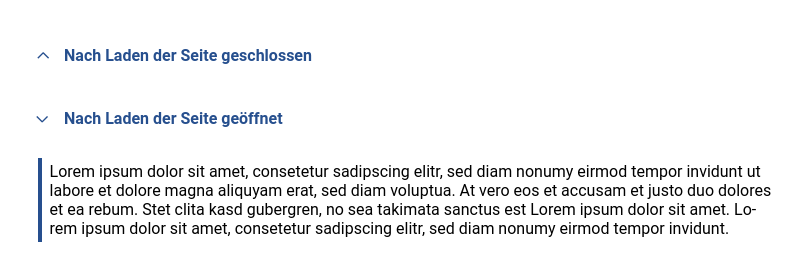 Nach Laden der Seite geschlossen
Nach Laden der Seite geöffnet
Lorem ipsum dolor sit amet, consetetur sadipscing elitr, sed diam nonumy eirmod tempor invidunt ut
labore et dolore magna aliquyam erat, sed diam voluptua. At vero eos et accusam et justo duo dolores
et ea rebum. Stet clita kasd gubergren, no sea takimata sanctus est Lorem ipsum dolor sit amet. Lo-
rem ipsum dolor sit amet, consetetur sadipscing elitr, sed diam nonumy eirmod tempor invidunt.